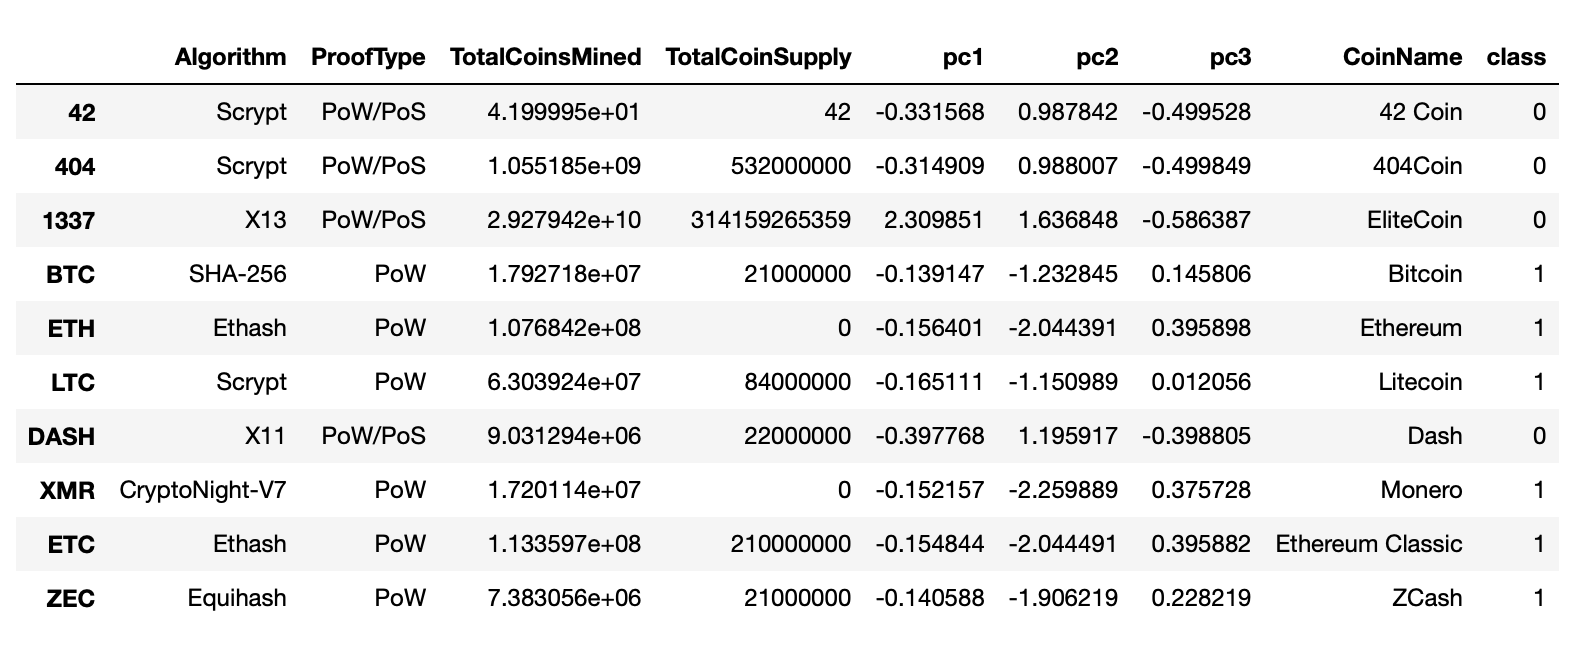 Algorithm ProofType TotalCoinsMined TotalCoinSupply pc1 pc2 pc3 CoinName class
42 Scrypt PoW/PoS 4.199995e+01 42 -0.331568 0.987842 -0.499528 42 Coin 0
404 Scrypt PoW/PoS 1.055185e+09 532000000 -0.314909 0.988007 -0.499849 404Coin 0
1337 X13 PoW/PoS 2.927942e+10 314159265359 2.309851 1.636848 -0.586387 EliteCoin 0
BTC SHA-256 PoW 1.792718e+07 21000000 -0.139147 -1.232845 0.145806 Bitcoin 1
ETH Ethash PoW 1.076842e+08 0 -0.156401 -2.044391 0.395898 Ethereum 1
LTC Scrypt PoW 6.303924e+07 84000000 -0.165111 -1.150989 0.012056 Litecoin 1
DASH X11 PoW/PoS 9.031294e+06 22000000 -0.397768 1.195917 -0.398805 Dash 0
XMR CryptoNight-V7 PoW 1.720114e+07 0 -0.152157 -2.259889 0.375728 Monero 1
ETC Ethash PoW 1.133597e+08 210000000 -0.154844 -2.044491 0.395882 Ethereum Classic 1
ZEC Equihash PoW 7.383056e+06 21000000 -0.140588 -1.906219 0.228219 ZCash 1